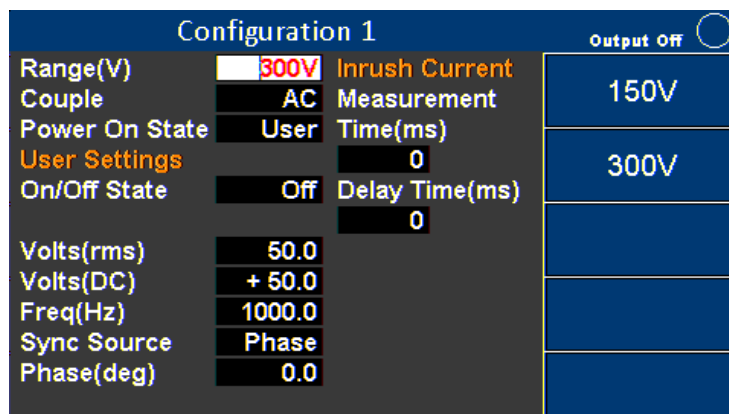 Configuration 1
Output Off
Range(V) 300V
Couple AC
Power On State User
User Settings
On/Off State Off
Volts(rms) 50.0
Volts(DC) + 50.0
Freq(Hz) 1000.0
Sync Source Phase
Phase(deg) 0.0
Inrush Current
Measurement
Time(ms)
0
Delay Time(ms)
0
150V
300V